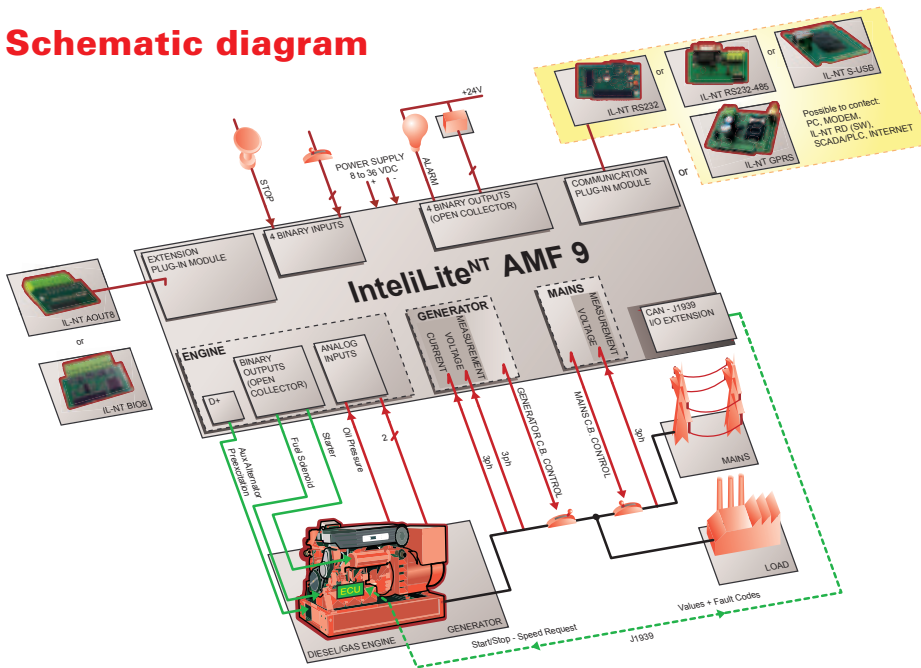 Schematic diagram
+24V
IL-NT RS232
or
IL-NT RS232-485
or
IL-NT S-USB
or
IL-NT GPRS
Possible to contect:
PC, MODEM,
IL-NT RD (SW),
SCADA/PLC, INTERNET
STOP
POWER SUPPLY
8 to 36 VDC
+ -
ALARM
EXTENSION
PLUG-IN MODULE
4 BINARY INPUTS
4 BINARY OUTPUTS
(OPEN COLLECTOR)
COMMUNICATION
PLUG-IN MODULE
InteliLiteNT AMF 9
IL-NT AOUT8
or
IL-NT BIO8
ENGINE
D+
BINARY
OUTPUTS
(OPEN
COLLECTOR)
ANALOG
INPUTS
GENERATOR
CURRENT
VOLTAGE
MEASUREMENT
MAINS
VOLTAGE
MEASUREMENT
CAN - J1939
I/O EXTENSION
Aux Alternator
Preexcitation
Fuel Solenoid
Starter
Oil Pressure
2
3ph
3ph
GENERATOR C.B. CONTROL
MAINS C.B. CONTROL
3ph
MAINS
LOAD
ECU
DIESEL/GAS ENGINE
GENERATOR
Start/Stop - Speed Request
J1939
Values + Fault Codes